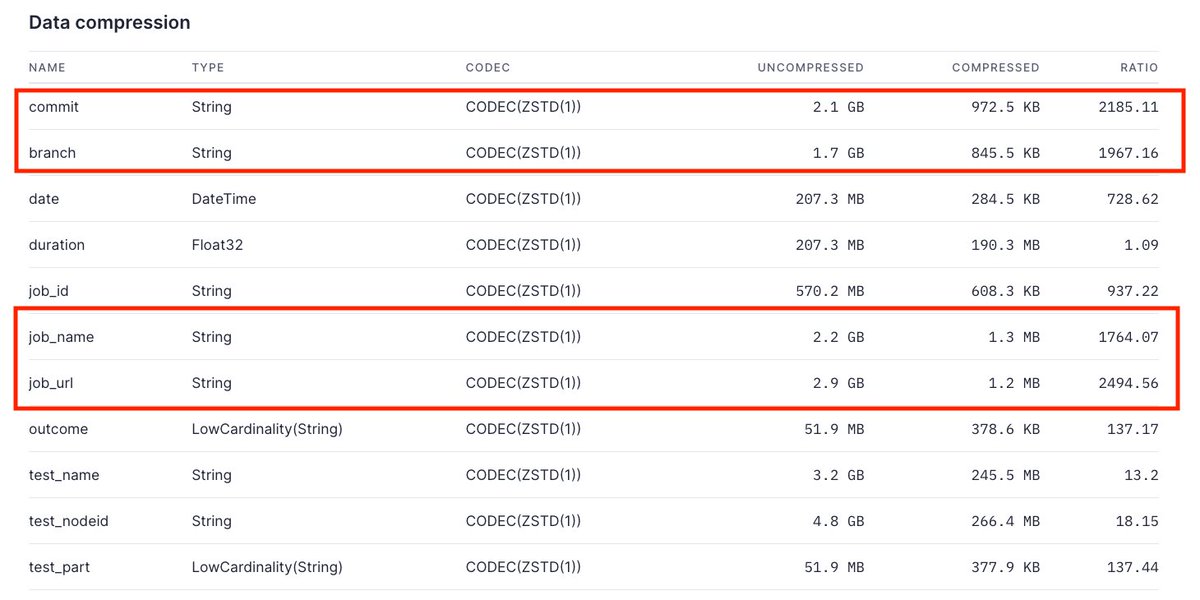 Data compression
NAME TYPE CODEC UNCOMPRESSED COMPRESSED RATIO
commit String CODEC(ZSTD(1)) 2.1 GB 972.5 KB 2185.11
branch String CODEC(ZSTD(1)) 1.7 GB 845.5 KB 1967.16
date DateTime CODEC(ZSTD(1)) 207.3 MB 284.5 KB 728.62
duration Float32 CODEC(ZSTD(1)) 207.3 MB 190.3 MB 1.09
job_id String CODEC(ZSTD(1)) 570.2 MB 608.3 KB 937.22
job_name String CODEC(ZSTD(1)) 2.2 GB 1.3 MB 1764.07
job_url String CODEC(ZSTD(1)) 2.9 GB 1.2 MB 2494.56
outcome LowCardinality(String) CODEC(ZSTD(1)) 51.9 MB 378.6 KB 137.17
test_name String CODEC(ZSTD(1)) 3.2 GB 245.5 MB 13.2
test_nodeid String CODEC(ZSTD(1)) 4.8 GB 266.4 MB 18.15
test_part LowCardinality(String) CODEC(ZSTD(1)) 51.9 MB 377.9 KB 137.44